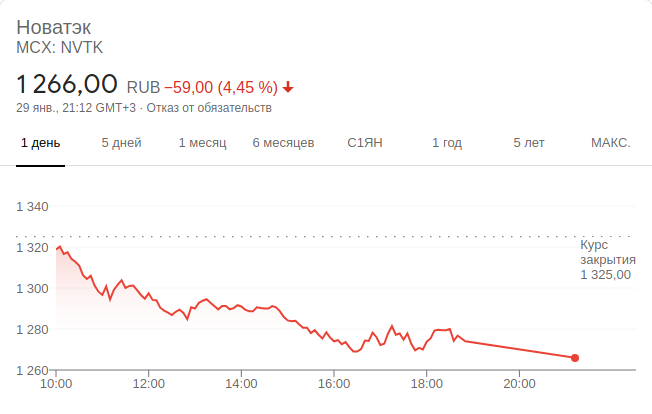 Новатэк
MCX: NVTK
1 266,00 RUB −59,00 (4,45 %)
29 янв., 21:12 GMT+3 · Отказ от обязательств
1 день 5 дней 1 месяц 6 месяцев С1ЯН 1 год 5 лет МАКС.
1 340
1 320
1 300
1 280
1 260
Курс
закрытия
1 325,00
10:00 12:00 14:00 16:00 18:00 20:00